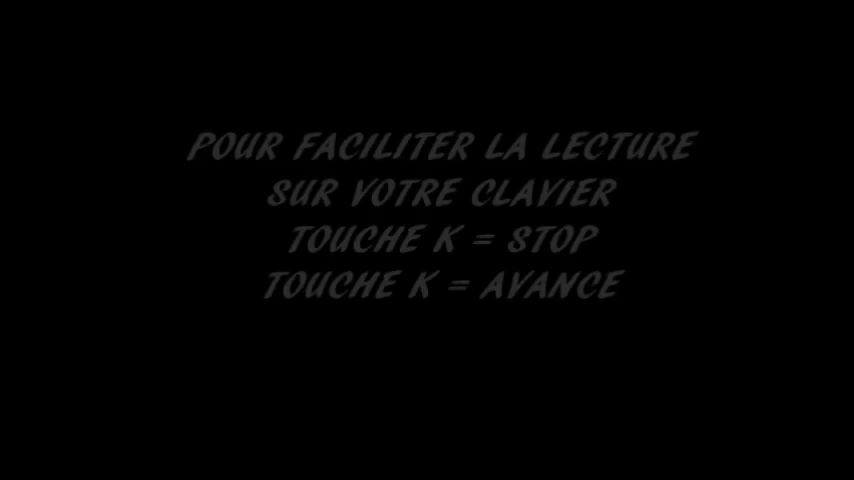 POUR FACILITER LA LECTURE
SUR VOTRE CLAVIER
TOUCHE K = STOP
TOUCHE K = AVANCE